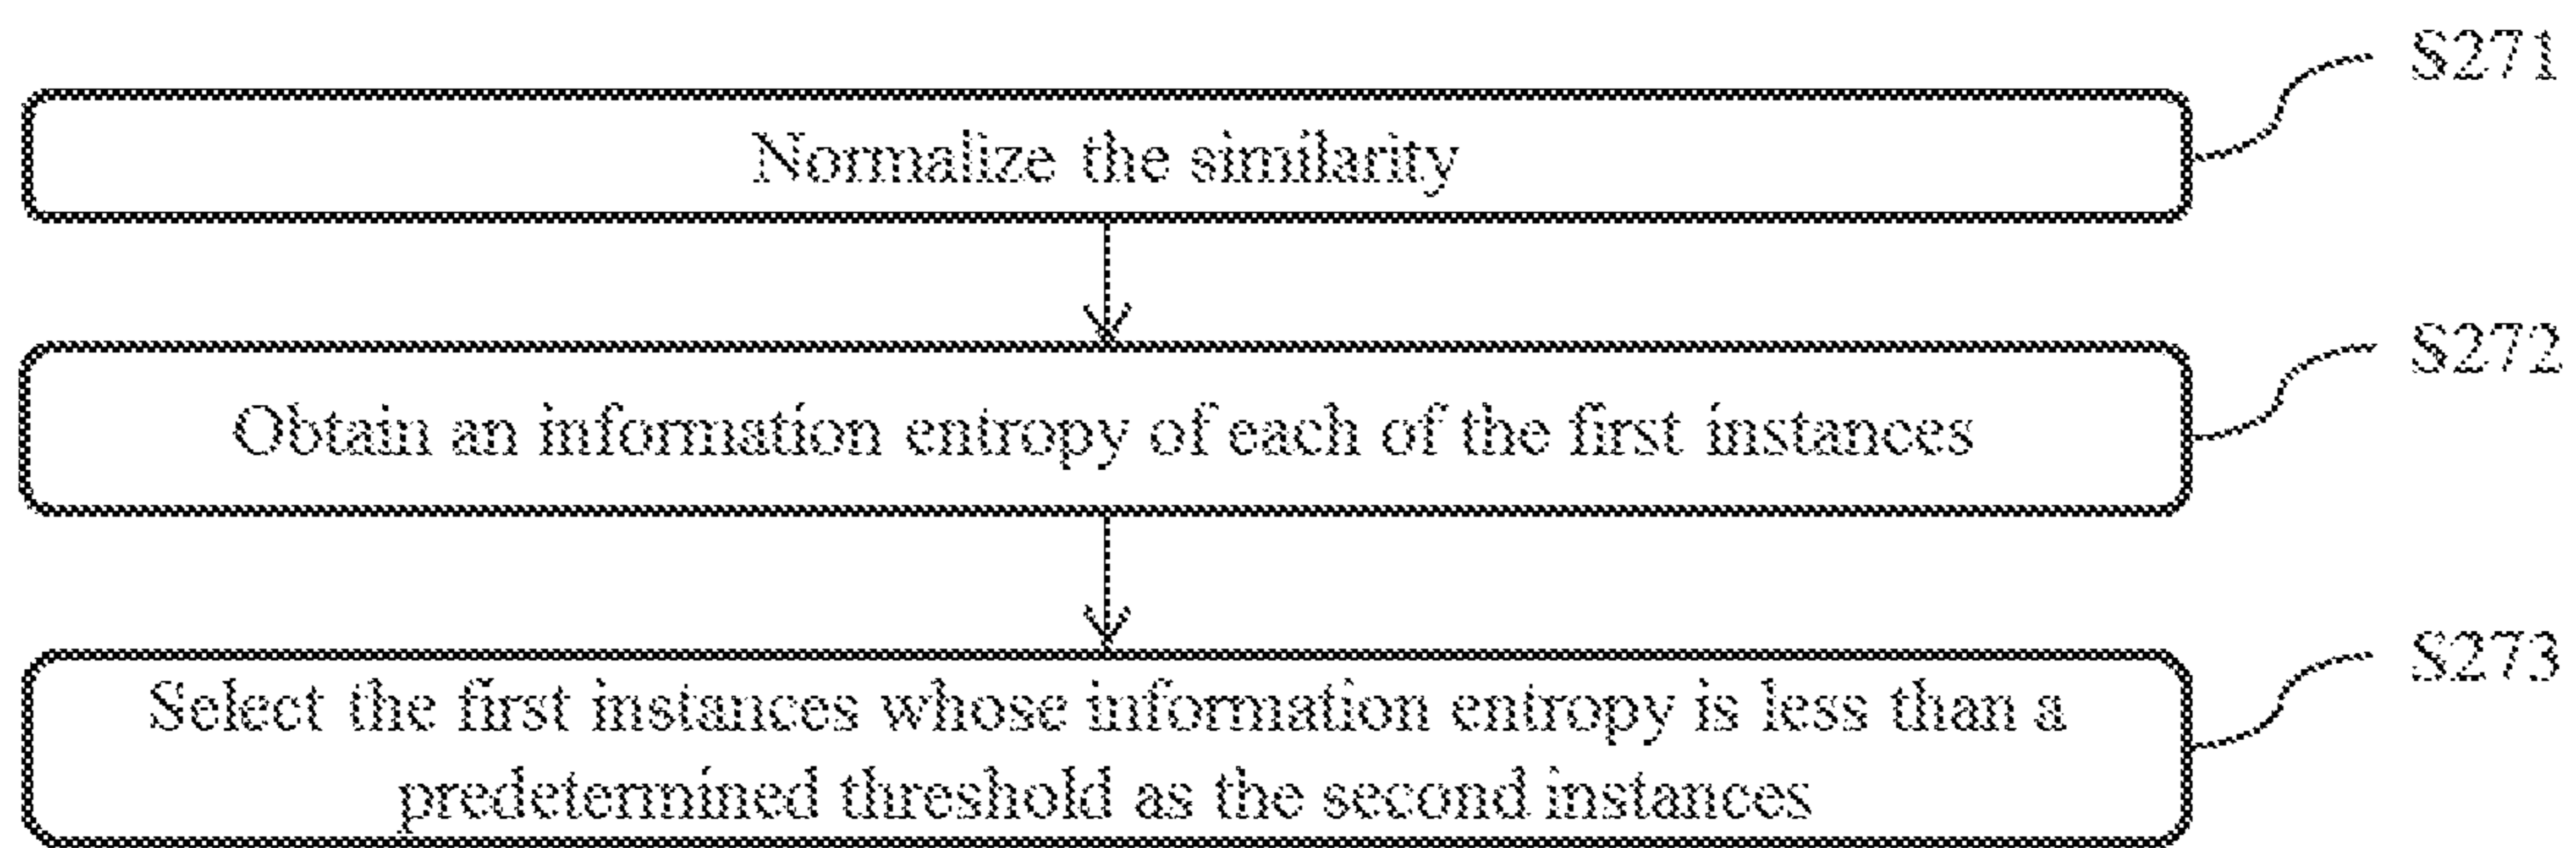 S271
Normalize the similarity
S272
Obtain an information entropy of each of the first instances
S273
Select the first instances whose information entropy is less than a
predetermined threshold as the second instances